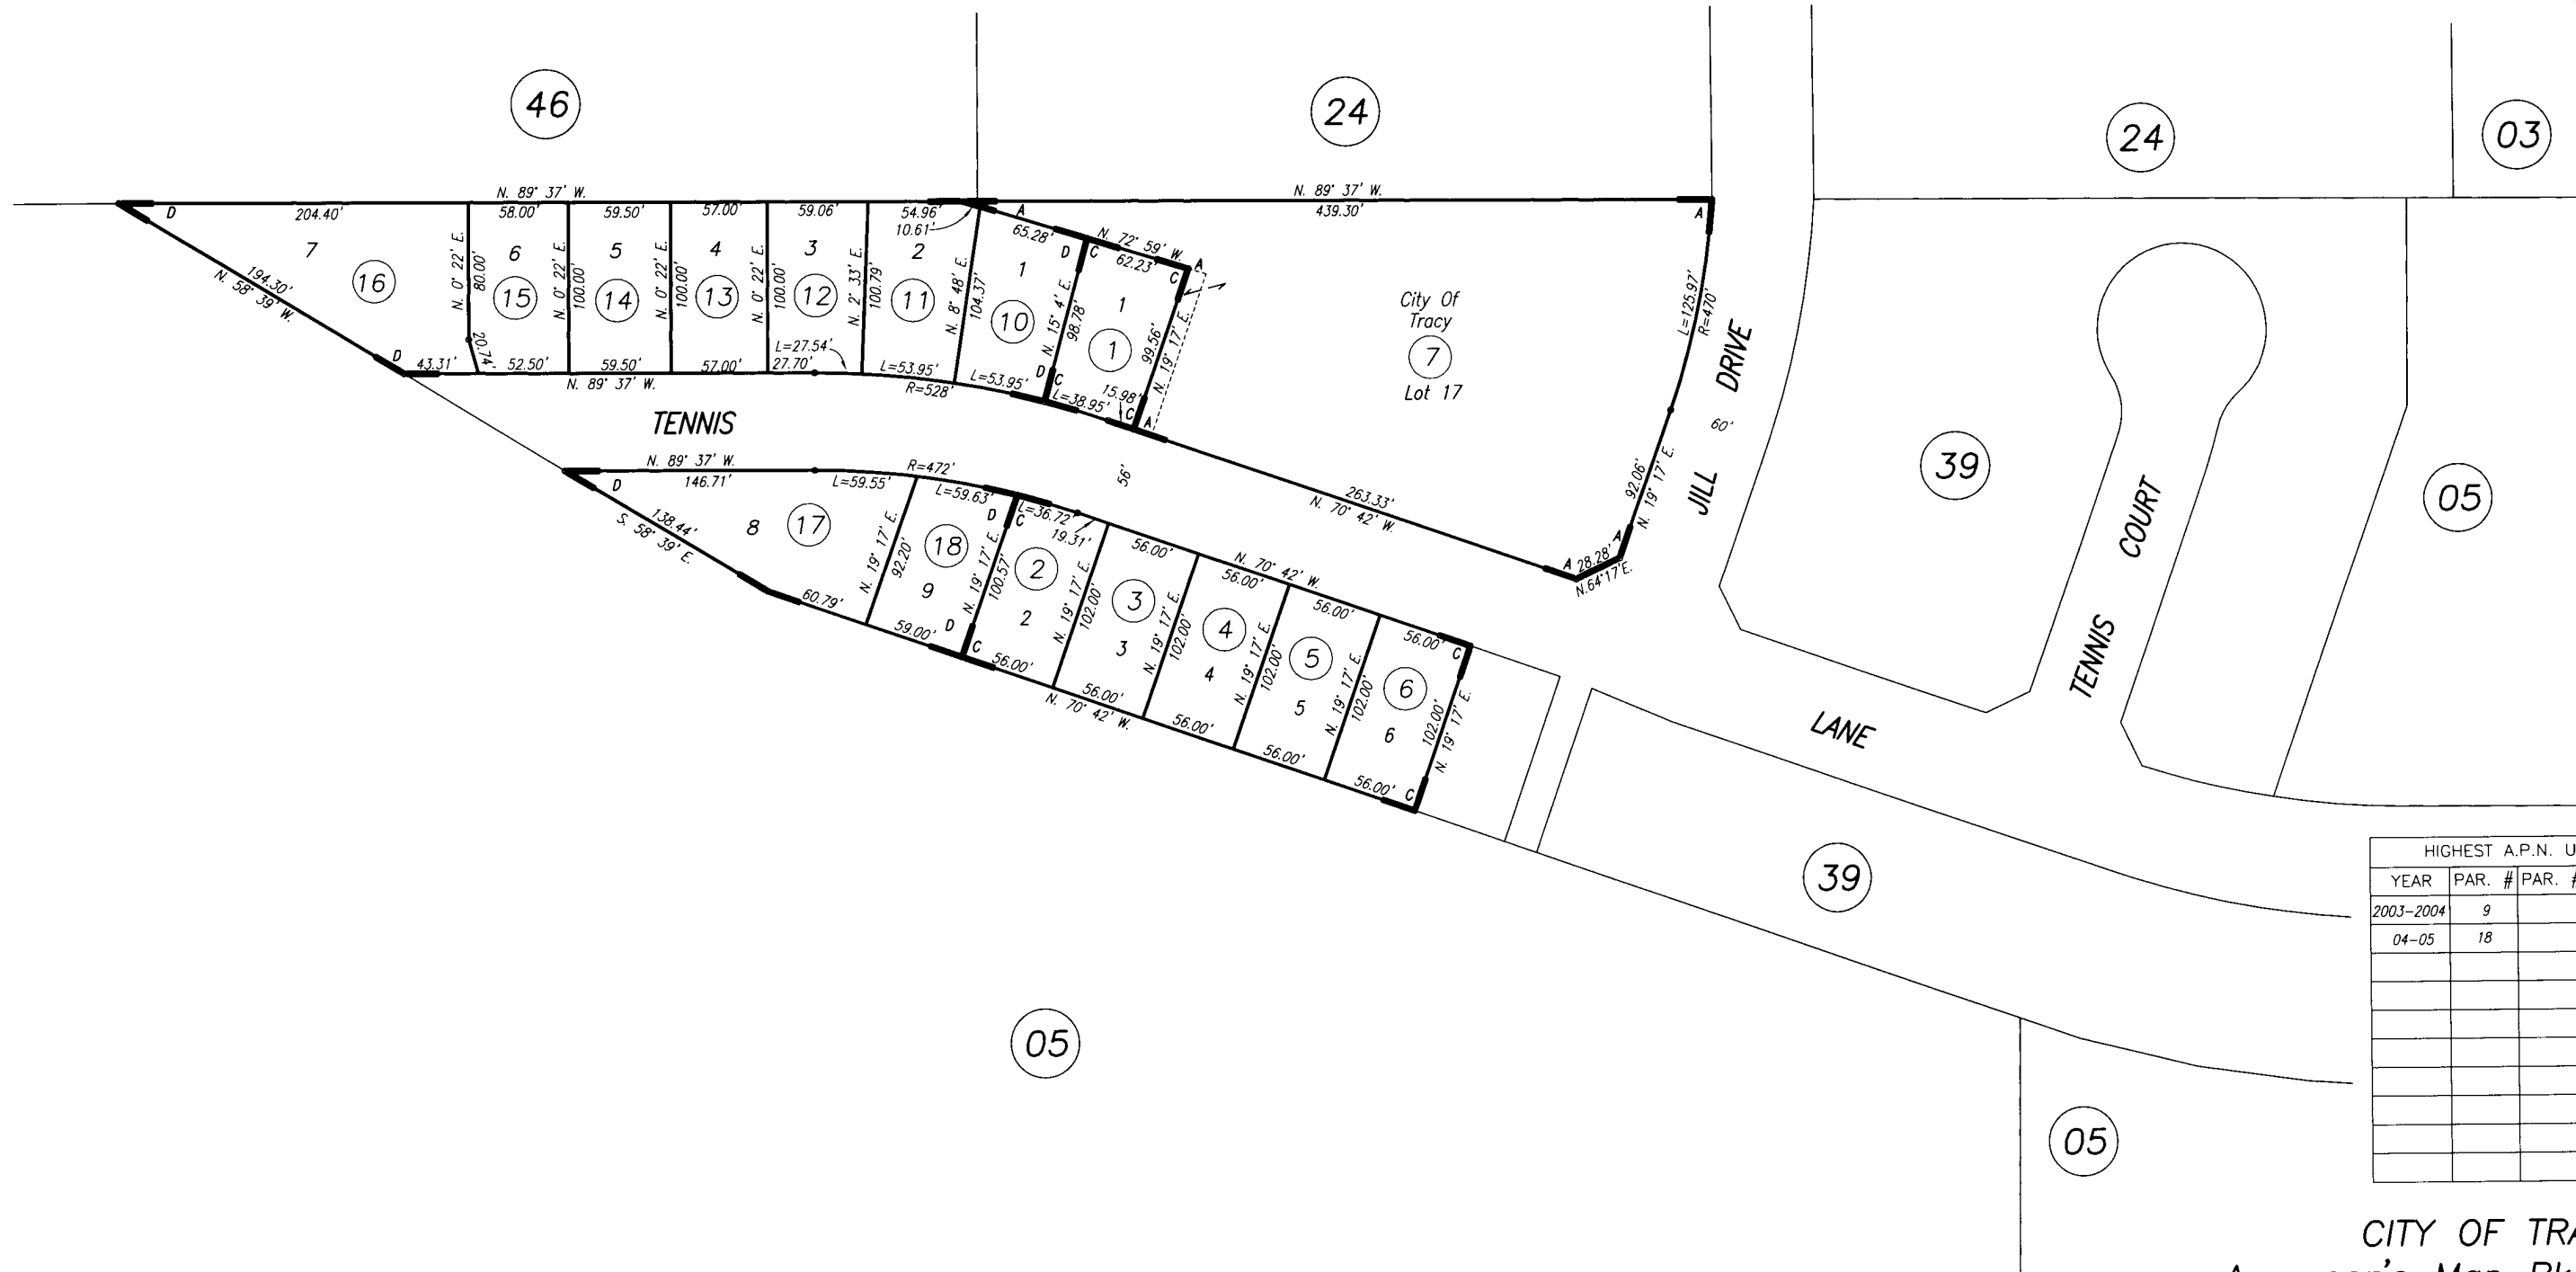 46
24
24
03
N. 89° 37' W.
N. 89° 37' W.
D
204.40'
58.00'
59.50'
57.00'
59.06'
54.96'
10.61'
A
439.30'
A
65.28'
N. 72° 59' W.
62.23'
A
7
16
194.30'
N. 58° 39' W.
N. 0° 22' E.
80.00'
20.74'
6
15
N. 0° 22' E.
100.00'
5
14
N. 0° 22' E.
100.00'
4
13
N. 0° 22' E.
100.00'
3
12
N. 2° 33' E.
100.79'
2
11
N. 8° 48' E.
104.37'
1
10
D
C
N. 15° 4' E.
98.78'
D
C
1
1
C
99.56'
N. 19° 17' E.
15.98'
C
A
City Of
Tracy
7
Lot 17
L=125.97'
R=470'
JILL DRIVE
60'
92.06'
N. 19° 17' E.
D
43.31'
52.50'
59.50'
57.00'
L=27.54'
27.70'
L=53.95'
R=528'
L=53.95'
L=38.95'
N. 89° 37' W.
TENNIS
56'
263.33'
N. 70° 42' W.
A
28.28'
A
N.64°17'E.
39
TENNIS COURT
05
N. 89° 37' W.
146.71'
D
R=472'
L=59.55'
L=59.63'
L=36.72'
19.31'
138.44'
S. 58° 39' E.
8
17
N. 19° 17' E.
92.20'
18
9
D
C
N. 19° 17' E.
100.57'
D
C
2
2
N. 19° 17' E.
102.00'
56.00'
3
3
N. 19° 17' E.
102.00'
N. 70° 42' W.
56.00'
4
4
N. 19° 17' E.
102.00'
56.00'
5
5
N. 19° 17' E.
102.00'
56.00'
C
6
6
102.00'
N. 19° 17' E.
60.79'
59.00'
56.00'
56.00'
N. 70° 42' W.
56.00'
56.00'
56.00'
C
LANE
39
05
05
HIGHEST A.P.N. U
YEAR PAR. # PAR. #
2003-2004 9
04-05 18
CITY OF TRA